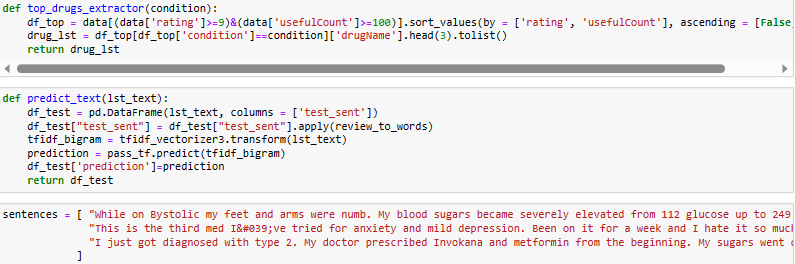 def top_drugs_extractor(condition):
    df_top = data[(data['rating']>=9)&(data['usefulCount']>=100)].sort_values(by = ['rating', 'usefulCount'], ascending = [False,
    drug_lst = df_top[df_top['condition']==condition]['drugName'].head(3).tolist()
    return drug_lst
def predict_text(lst_text):
    df_test = pd.DataFrame(lst_text, columns = ['test_sent'])
    df_test["test_sent"] = df_test["test_sent"].apply(review_to_words)
    tfidf_bigram = tfidf_vectorizer3.transform(lst_text)
    prediction = pass_tf.predict(tfidf_bigram)
    df_test['prediction']=prediction
    return df_test
sentences = [ "While on Bystolic my feet and arms were numb. My blood sugars became severely elevated from 112 glucose up to 249
              "This is the third med I&#039;ve tried for anxiety and mild depression. Been on it for a week and I hate it so much
              "I just got diagnosed with type 2. My doctor prescribed Invokana and metformin from the beginning. My sugars went
            ]